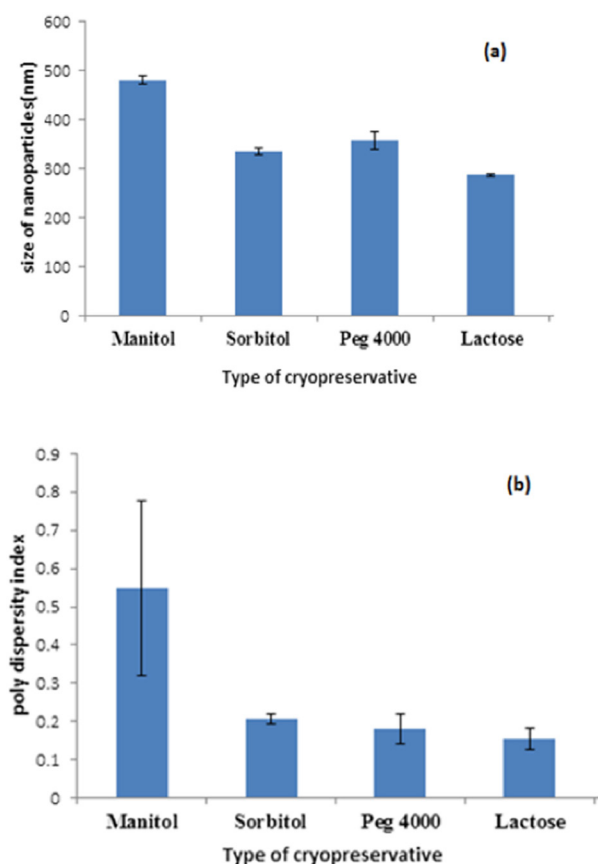 (a)
size of nanoparticles(nm)
600
500
400
300
200
100
0
Manitol Sorbitol Peg 4000 Lactose
Type of cryopreservative
(b)
poly dispersity index
0.9
0.8
0.7
0.6
0.5
0.4
0.3
0.2
0.1
0
Manitol Sorbitol Peg 4000 Lactose
Type of cryopreservative